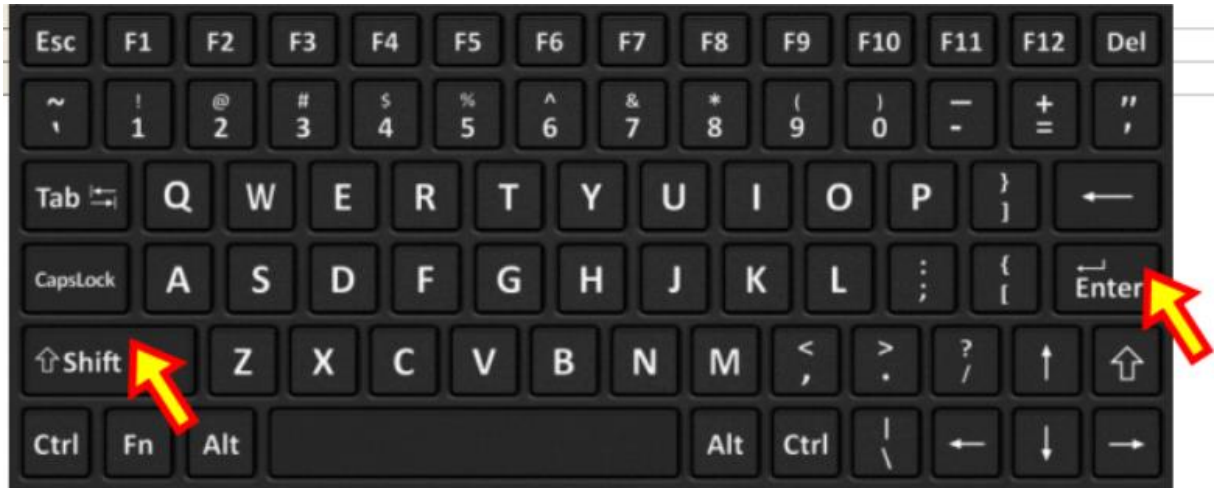 Esc F1 F2 F3 F4 F5 F6 F7 F8 F9 F10 F11 F12 Del
~ ! @ # $ % ^ & * ( ) — + "
` 1 2 3 4 5 6 7 8 9 0 - = '
Tab Q W E R T Y U I O P } ] ←
CapsLock A S D F G H J K L : ; { [ ↵ Enter
⇧ Shift Z X C V B N M < , > . ? / ↑ ⇧
Ctrl Fn Alt Alt Ctrl | \ ← ↓ →